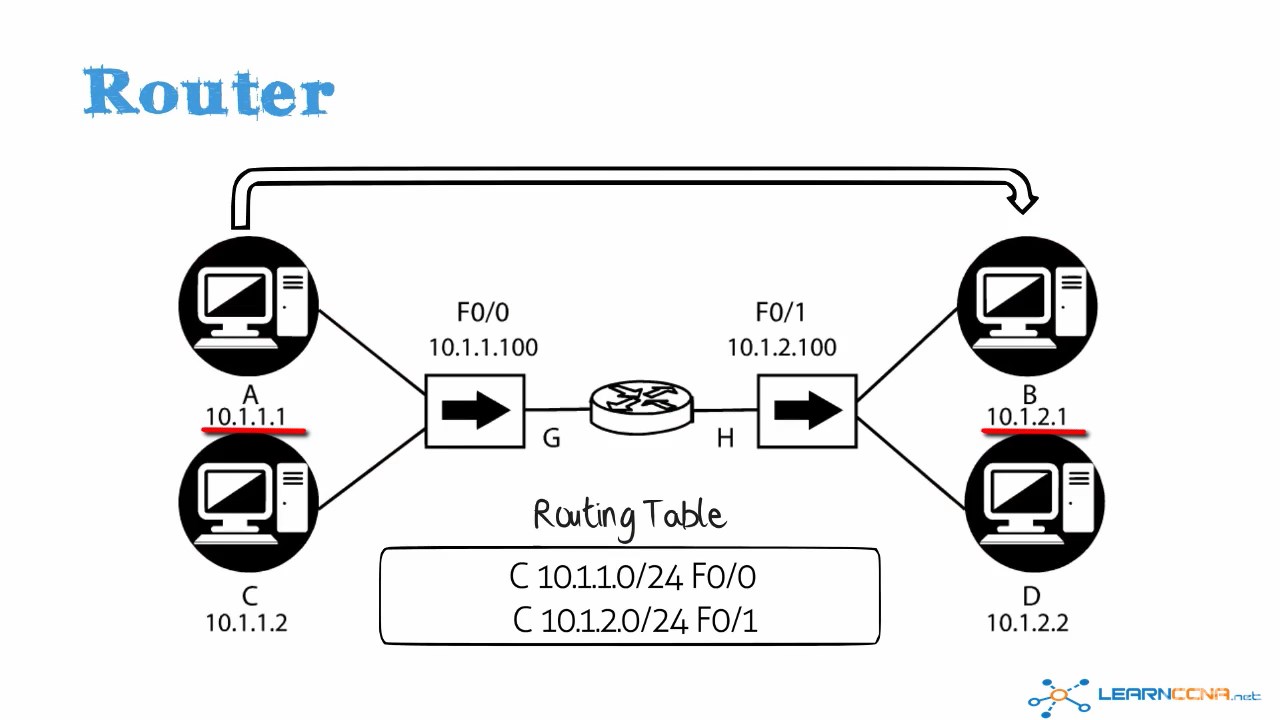 Router
F0/0
10.1.1.100
F0/1
10.1.2.100
A
10.1.1.1
B
10.1.2.1
G
H
Routing Table
C 10.1.1.0/24 F0/0
C 10.1.2.0/24 F0/1
C
10.1.1.2
D
10.1.2.2
LEARNCCNA.net